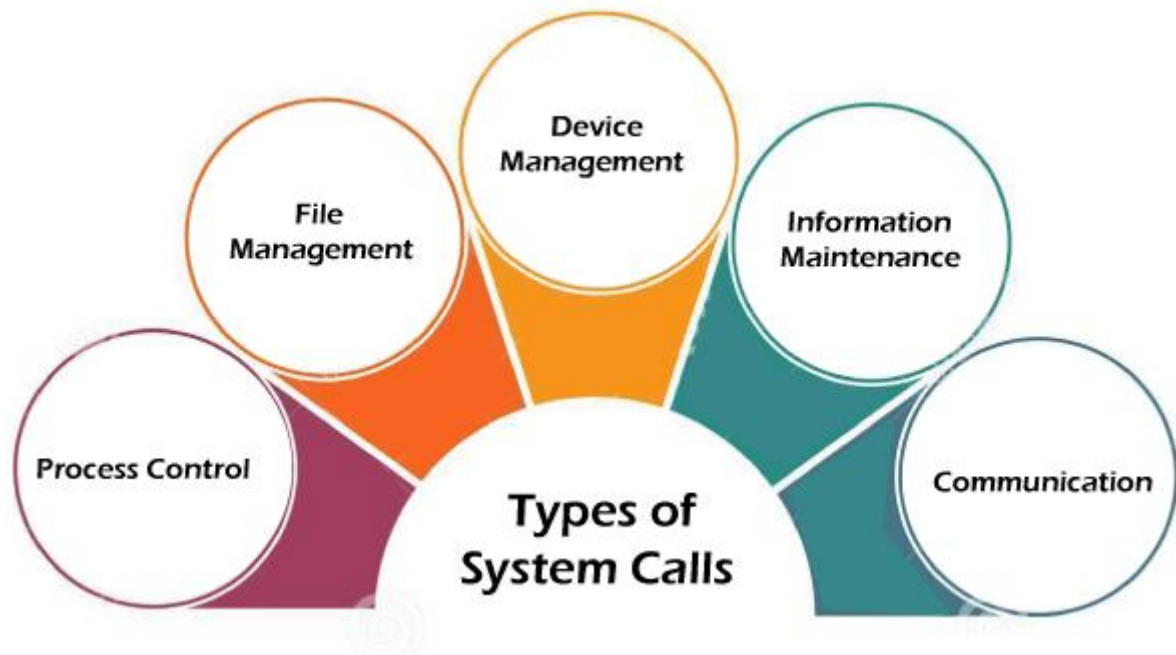 Device
Management
File
Management
Information
Maintenance
Process Control
Communication
Types of
System Calls